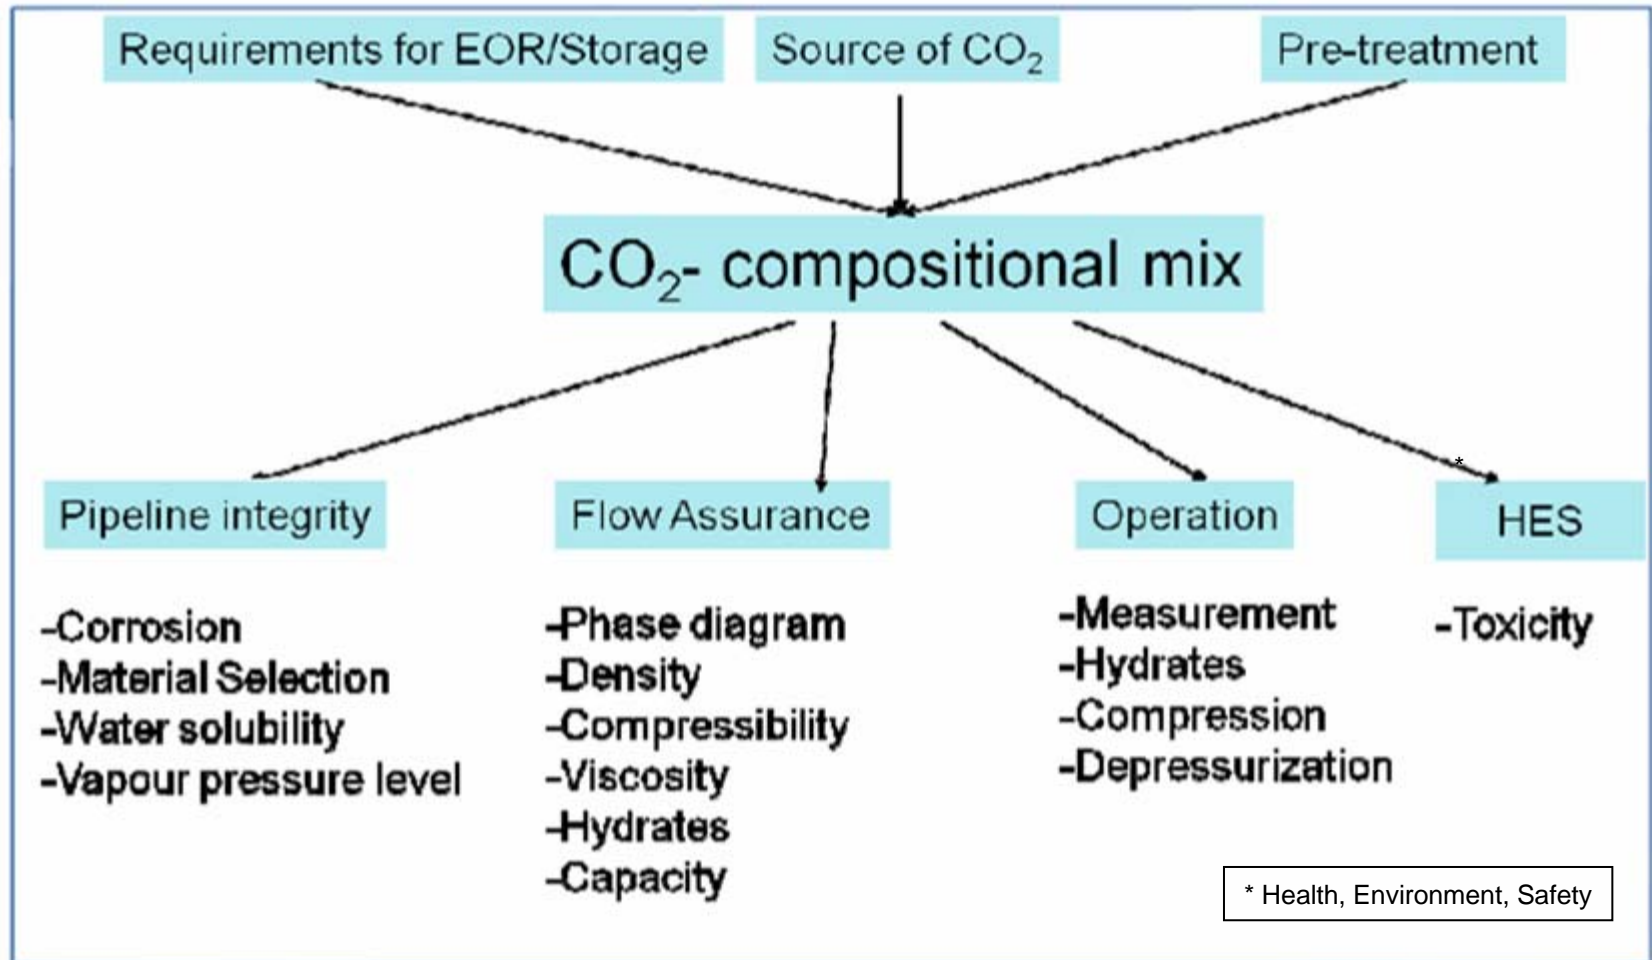 Requirements for EOR/Storage
Source of CO₂
Pre-treatment
CO₂- compositional mix
*
Pipeline integrity
-Corrosion
-Material Selection
-Water solubility
-Vapour pressure level
Flow Assurance
-Phase diagram
-Density
-Compressibility
-Viscosity
-Hydrates
-Capacity
Operation
-Measurement
-Hydrates
-Compression
-Depressurization
HES
-Toxicity
* Health, Environment, Safety